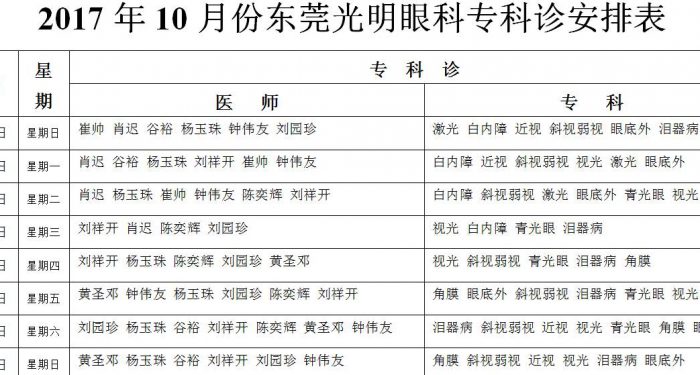 2017 年 10 月份东莞光明眼科专科诊安排表
星期 专 科 诊
医 师 专 科
日 星期日 崔帅 肖迟 谷裕 杨玉珠 钟伟友 刘园珍 激光 白内障 近视 斜视弱视 眼底外 泪器病
日 星期一 肖迟 谷裕 杨玉珠 刘祥开 崔帅 钟伟友 白内障 近视 斜视弱视 视光 激光 眼底外
日 星期二 肖迟 杨玉珠 崔帅 钟伟友 陈奕辉 刘祥开 白内障 斜视弱视 激光 眼底外 青光眼 视光
日 星期三 刘祥开 肖迟 陈奕辉 刘园珍 视光 白内障 青光眼 泪器病
日 星期四 刘祥开 杨玉珠 陈奕辉 刘园珍 黄圣邓 视光 斜视弱视 青光眼 泪器病 角膜
日 星期五 黄圣邓 钟伟友 杨玉珠 刘园珍 陈奕辉 刘祥开 角膜 眼底外 斜视弱视 泪器病 青光眼 视光
日 星期六 刘园珍 杨玉珠 谷裕 刘祥开 陈奕辉 黄圣邓 钟伟友 泪器病 斜视弱视 近视 视光 青光眼 角膜 眼
日 星期日 黄圣邓 杨玉珠 谷裕 刘祥开 刘园珍 钟伟友 角膜 斜视弱视 近视 视光 泪器病 眼底外